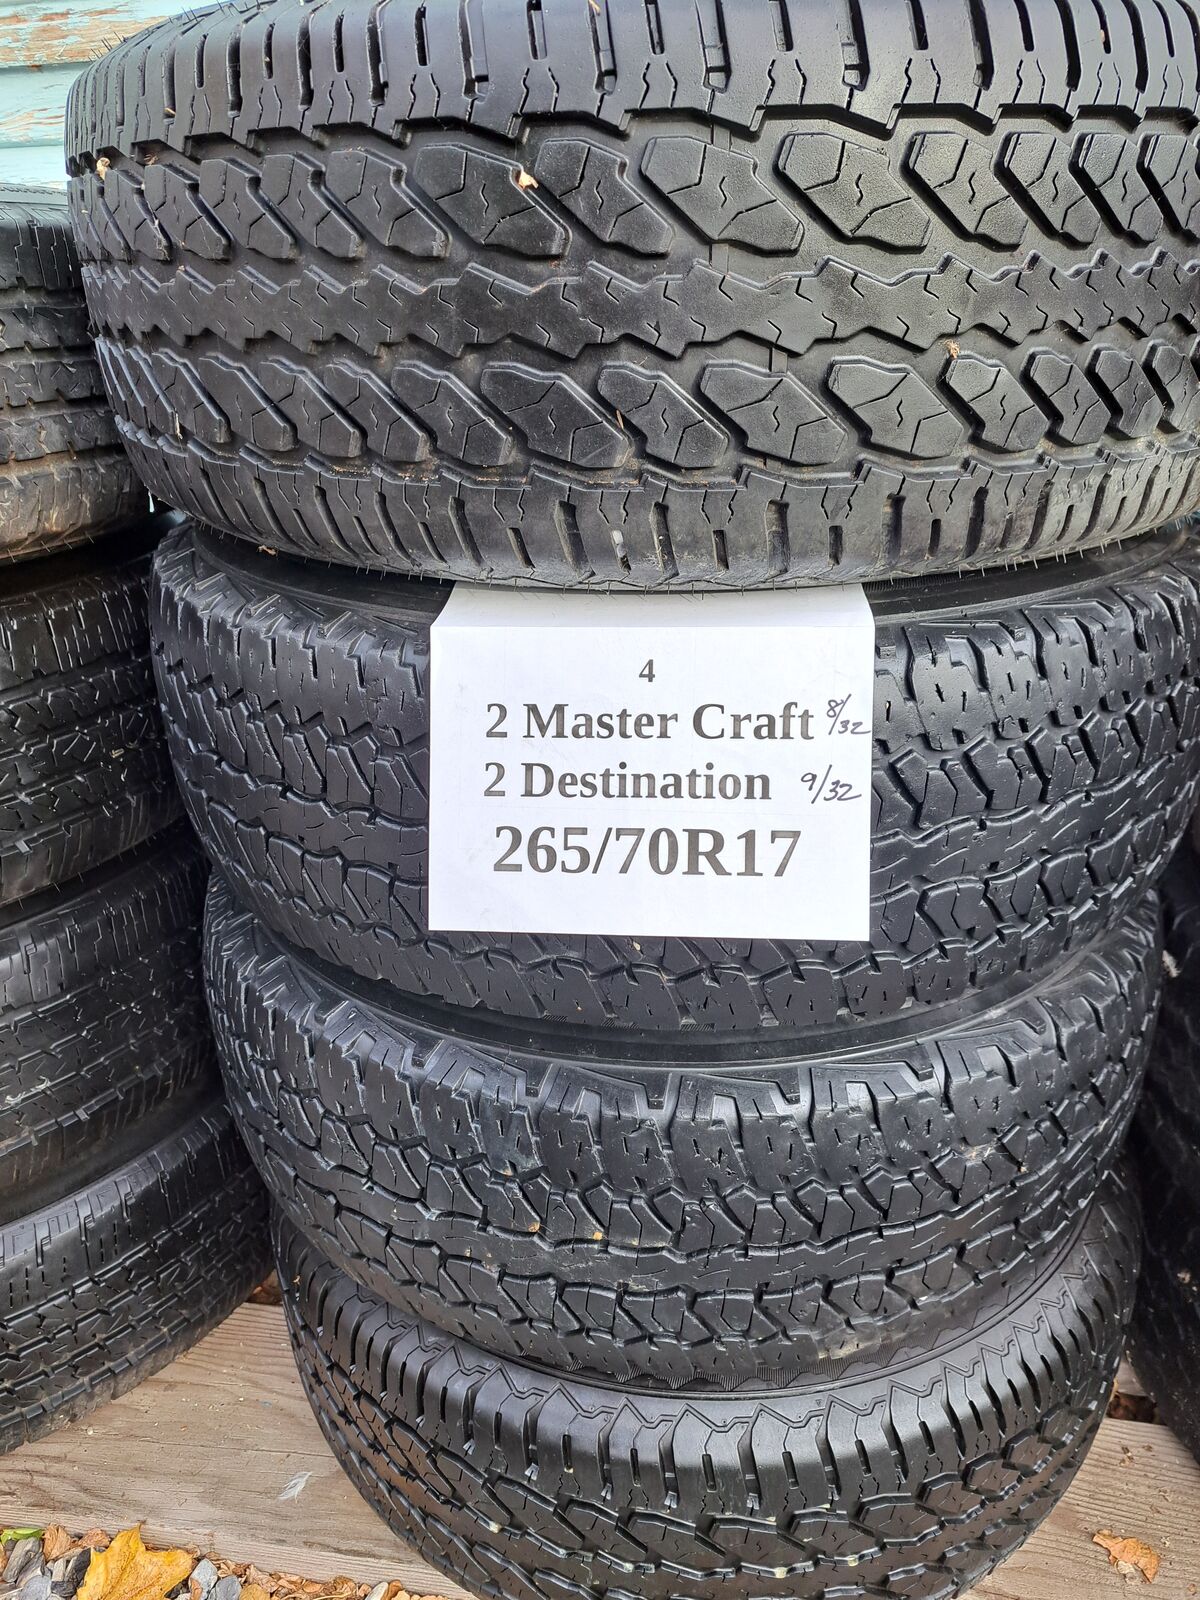 4
2 Master Craft 8/32
2 Destination 9/32
265/70R17